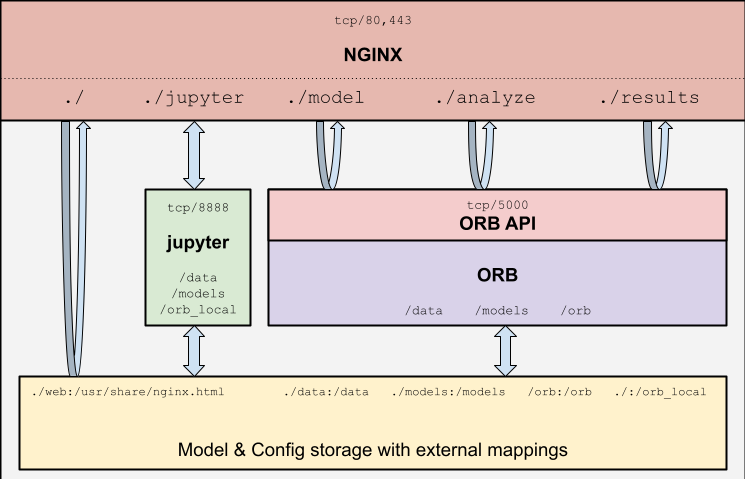 tcp/80,443
NGINX
./ ./jupyter ./model ./analyze ./results
tcp/8888
jupyter
/data
/models
/orb_local
tcp/5000
ORB API
ORB
/data /models /orb
./web:/usr/share/nginx.html ./data:/data ./models:/models /orb:/orb ./:/orb_local
Model & Config storage with external mappings